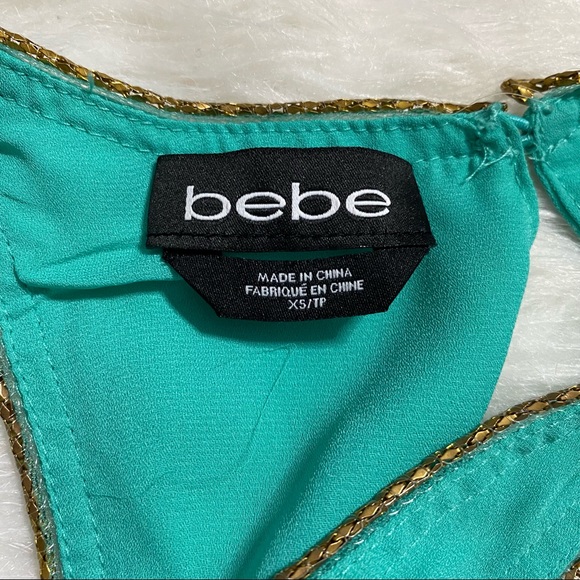 bebe
MADE IN CHINA
FABRIQUÉ EN CHINE
XS/TP